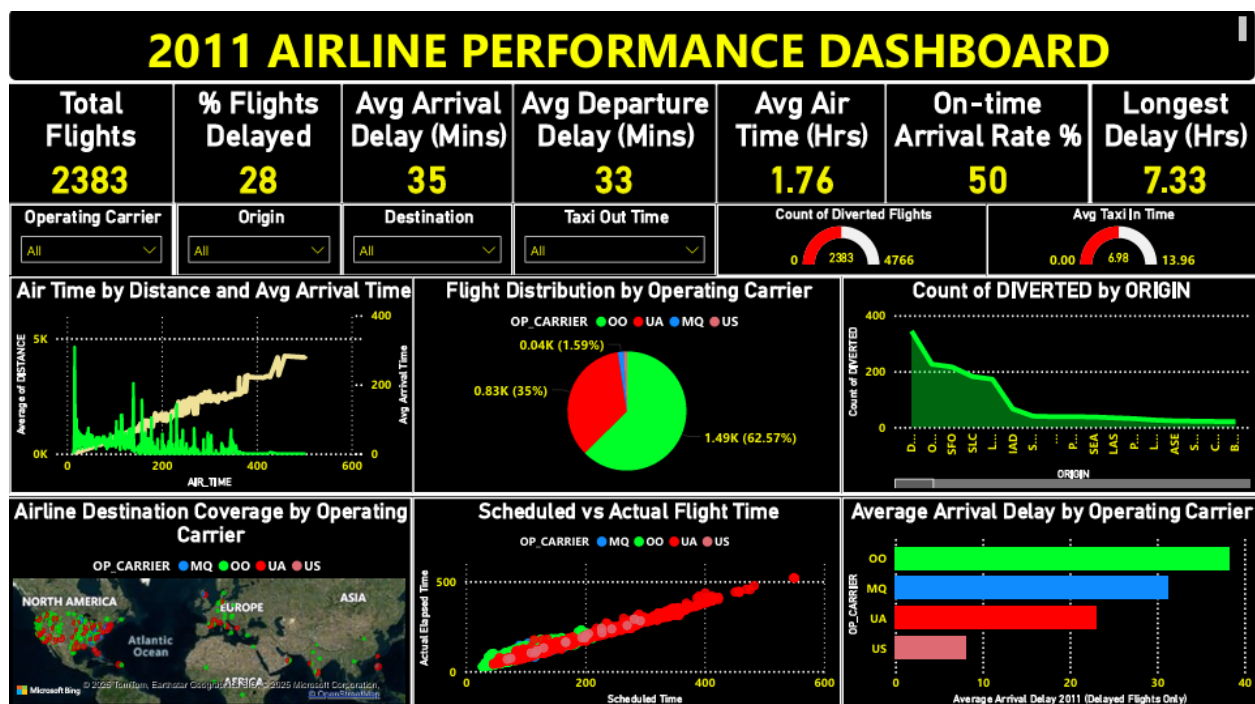 2011 AIRLINE PERFORMANCE DASHBOARD
Total
Flights
2383
% Flights
Delayed
28
Avg Arrival
Delay (Mins)
35
Avg Departure
Delay (Mins)
33
Avg Air
Time (Hrs)
1.76
On-time
Arrival Rate %
50
Longest
Delay (Hrs)
7.33
Operating Carrier
All
Origin
All
Destination
All
Taxi Out Time
All
Count of Diverted Flights
0 2383 4766
Avg Taxi In Time
0.00 6.98 13.96
Air Time by Distance and Avg Arrival Time
Average of DISTANCE
5K
0K
400
200
0
Avg Arrival Time
0 200 400 600
AIR_TIME
Flight Distribution by Operating Carrier
OP_CARRIER OO UA MQ US
0.04K (1.59%)
0.83K (35%)
1.49K (62.57%)
Count of DIVERTED by ORIGIN
Count of DIVERTED
400
200
0
D... O... SFO SLC L... IAD S... ... P... SEA LAS P... L... ASE S... C... B...
ORIGIN
Airline Destination Coverage by Operating
Carrier
OP_CARRIER MQ OO UA US
NORTH AMERICA
EUROPE
ASIA
Atlantic
Ocean
AFRICA
Microsoft Bing
© 2025 TomTom, Earthstar © 2025 Microsoft Corporation,
© OpenStreetMap
Scheduled vs Actual Flight Time
OP_CARRIER MQ OO UA US
Actual Elapsed Time
500
0
0 200 400 600
Scheduled Time
Average Arrival Delay by Operating Carrier
OP_CARRIER
OO
MQ
UA
US
0 10 20 30 40
Average Arrival Delay 2011 (Delayed Flights Only)